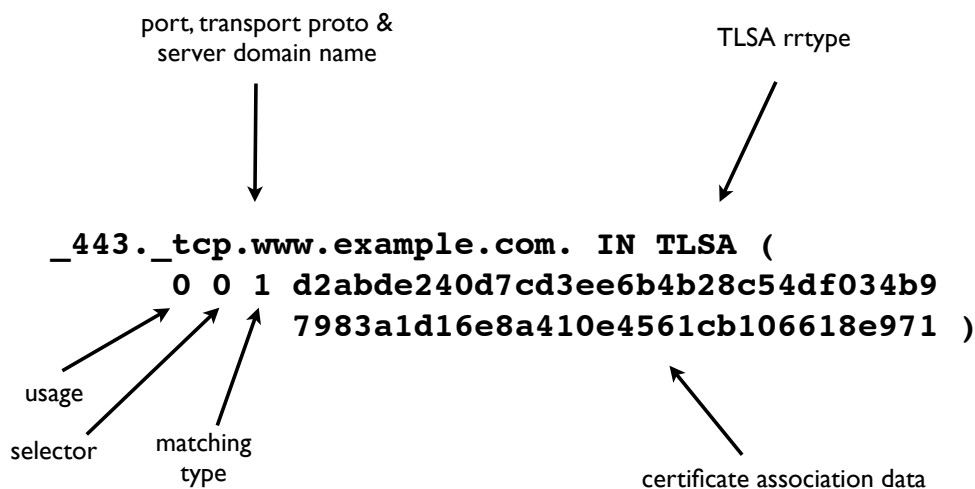 port, transport proto &
server domain name
TLSA rrtype
_443._tcp.www.example.com. IN TLSA (
0 0 1 d2abde240d7cd3ee6b4b28c54df034b9
7983a1d16e8a410e4561cb106618e971 )
usage
selector
matching
type
certificate association data